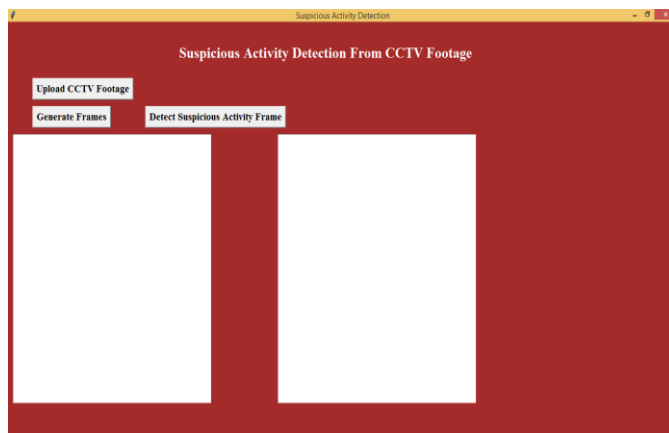 Suspicious Activity Detection
Suspicious Activity Detection From CCTV Footage
Upload CCTV Footage
Generate Frames
Detect Suspicious Activity Frame